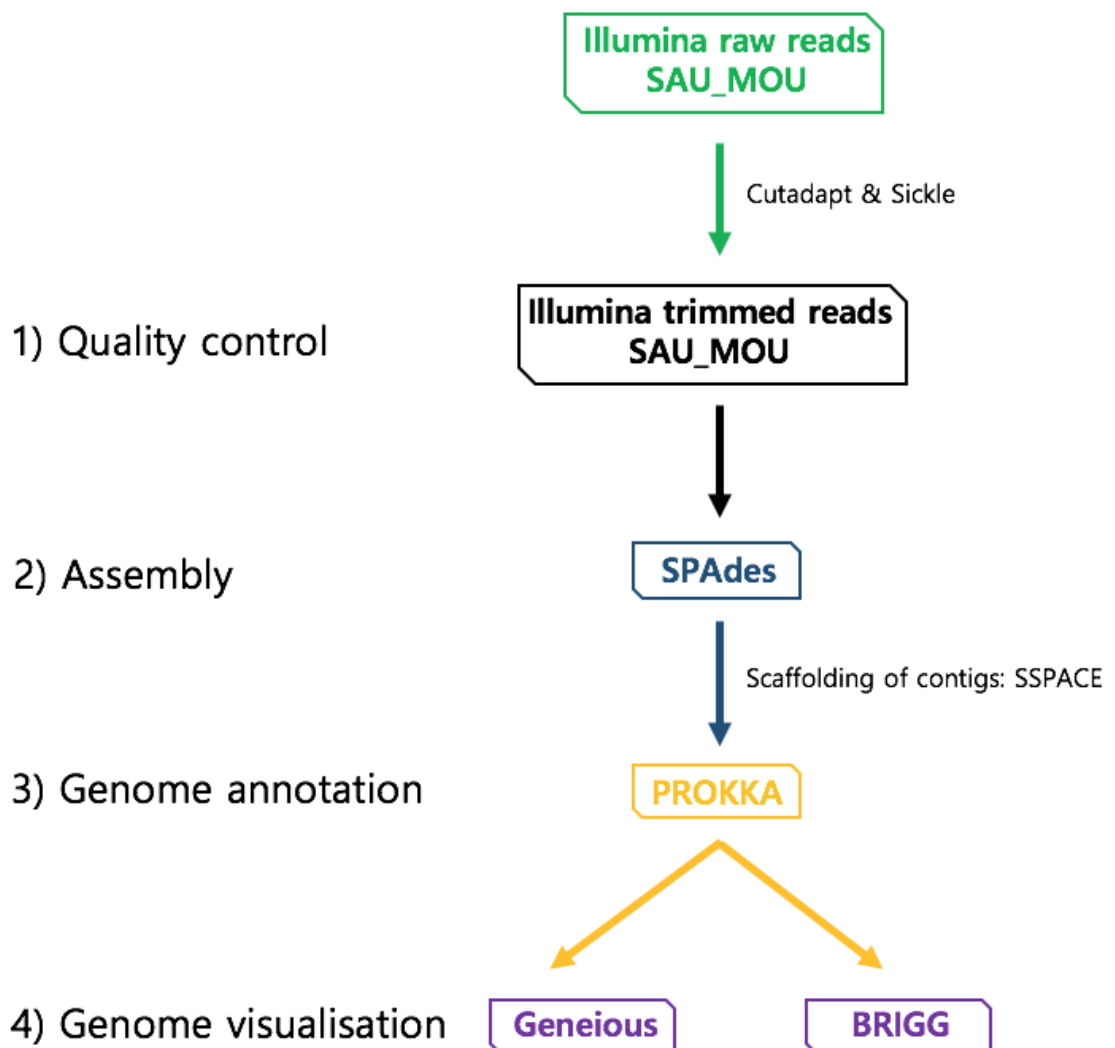 Illumina raw reads
SAU_MOU
Cutadapt & Sickle
1) Quality control
Illumina trimmed reads
SAU_MOU
2) Assembly
SPAdes
Scaffolding of contigs: SSPACE
3) Genome annotation
PROKKA
4) Genome visualisation
Geneious
BRIGG